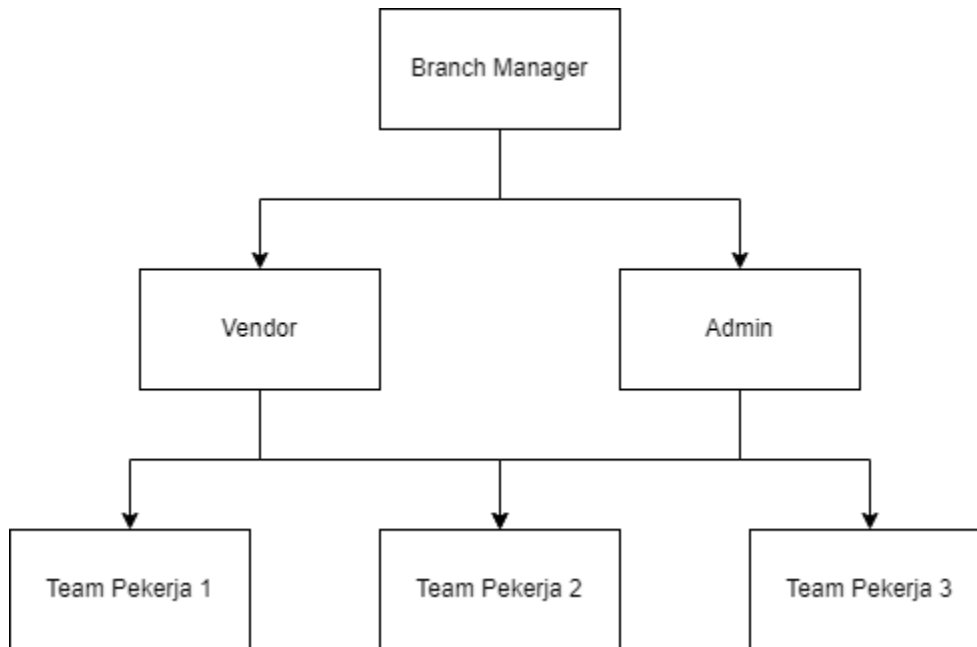 Branch Manager
Vendor
Admin
Team Pekerja 1
Team Pekerja 2
Team Pekerja 3